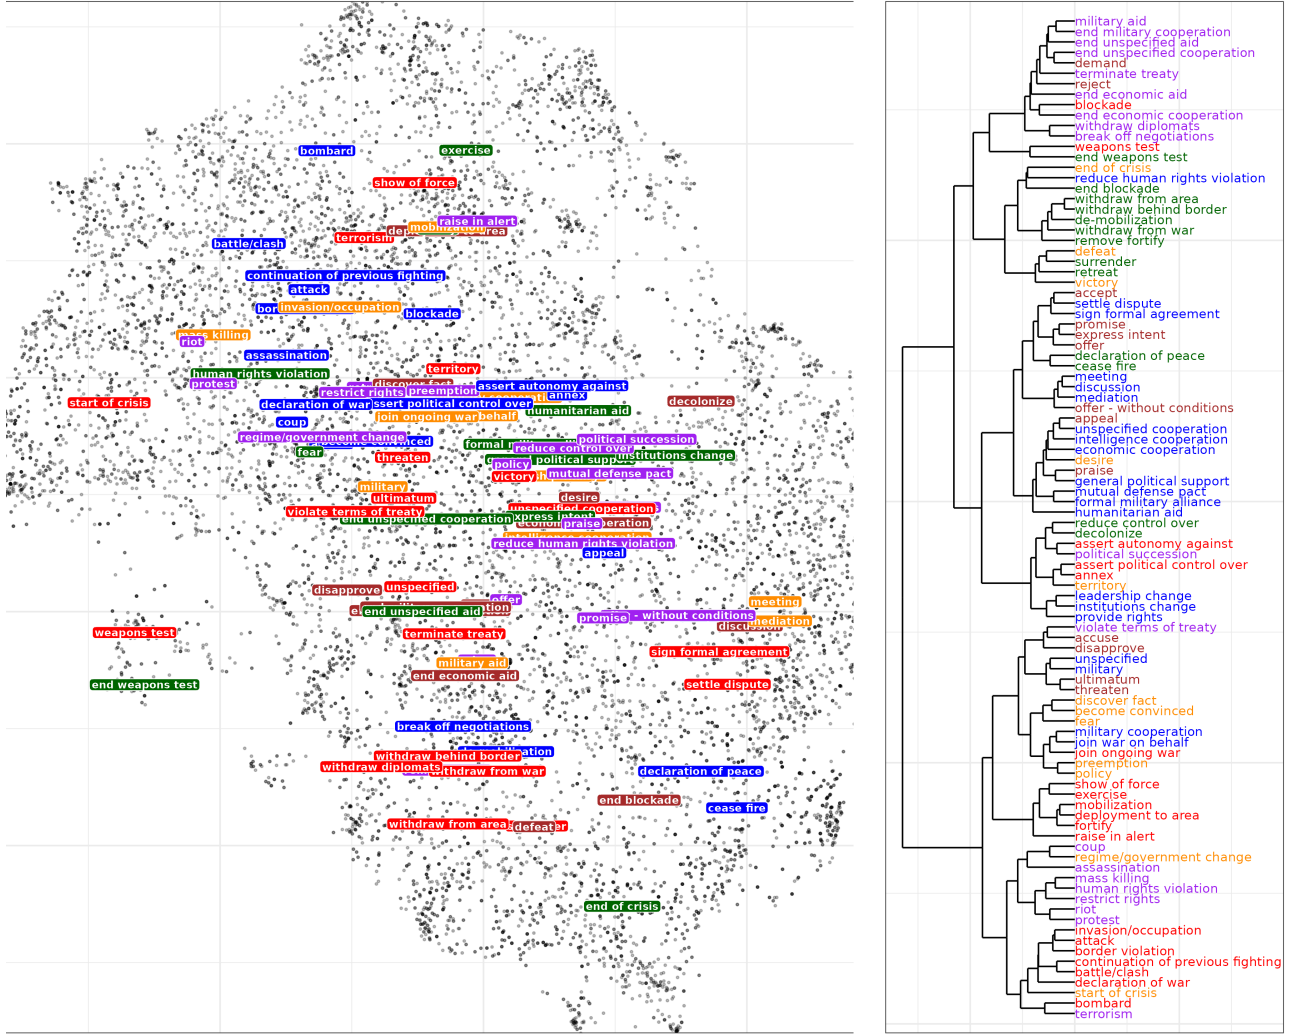 bombard
exercise
show of force
raise in alert
mobilization
terrorism
battle/clash
continuation of previous fighting
attack
invasion/occupation
blockade
mass killing
riot
assassination
territory
human rights violation
protest
discover fact
restrict rights
preemption
assert autonomy against
annex
start of crisis
declaration of war
assert political control over
decolonize
join ongoing war
behalf
humanitarian aid
coup
regime/government change
political succession
reduce control over
institutions change
fear
threaten
policy
political support
victory
mutual defense pact
military
ultimatum
desire
violate terms of treaty
unspecified cooperation
end unspecified cooperation
express intent
praise
reduce human rights violation
appeal
disapprove
unspecified
offer
end unspecified aid
meeting
mediation
promise
- without conditions
discussion
weapons test
terminate treaty
sign formal agreement
military aid
end economic aid
end weapons test
settle dispute
break off negotiations
withdraw behind border
withdraw diplomats
withdraw from war
declaration of peace
end blockade
cease fire
withdraw from area
defeat
end of crisis
military aid
end military cooperation
end unspecified aid
end unspecified cooperation
demand
terminate treaty
reject
end economic aid
blockade
end economic cooperation
withdraw diplomats
break off negotiations
weapons test
end weapons test
end of crisis
reduce human rights violation
end blockade
withdraw from area
withdraw behind border
de-mobilization
withdraw from war
remove fortify
defeat
surrender
retreat
victory
accept
settle dispute
sign formal agreement
promise
express intent
offer
declaration of peace
cease fire
meeting
discussion
mediation
offer - without conditions
appeal
unspecified cooperation
intelligence cooperation
economic cooperation
desire
praise
general political support
mutual defense pact
formal military alliance
humanitarian aid
reduce control over
decolonize
assert autonomy against
political succession
assert political control over
annex
territory
leadership change
institutions change
provide rights
violate terms of treaty
accuse
disapprove
unspecified
military
ultimatum
threaten
discover fact
become convinced
fear
military cooperation
join war on behalf
join ongoing war
preemption
policy
show of force
exercise
mobilization
deployment to area
fortify
raise in alert
coup
regime/government change
assassination
mass killing
human rights violation
restrict rights
riot
protest
invasion/occupation
attack
border violation
continuation of previous fighting
battle/clash
declaration of war
start of crisis
bombard
terrorism